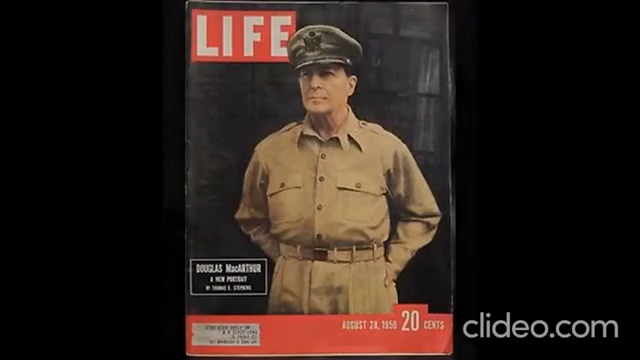 LIFE
DOUGLAS MacARTHUR
A NEW PORTRAIT
BY THOMAS E. STEPHENS
AUGUST 28, 1950 20 CENTS
clideo.com